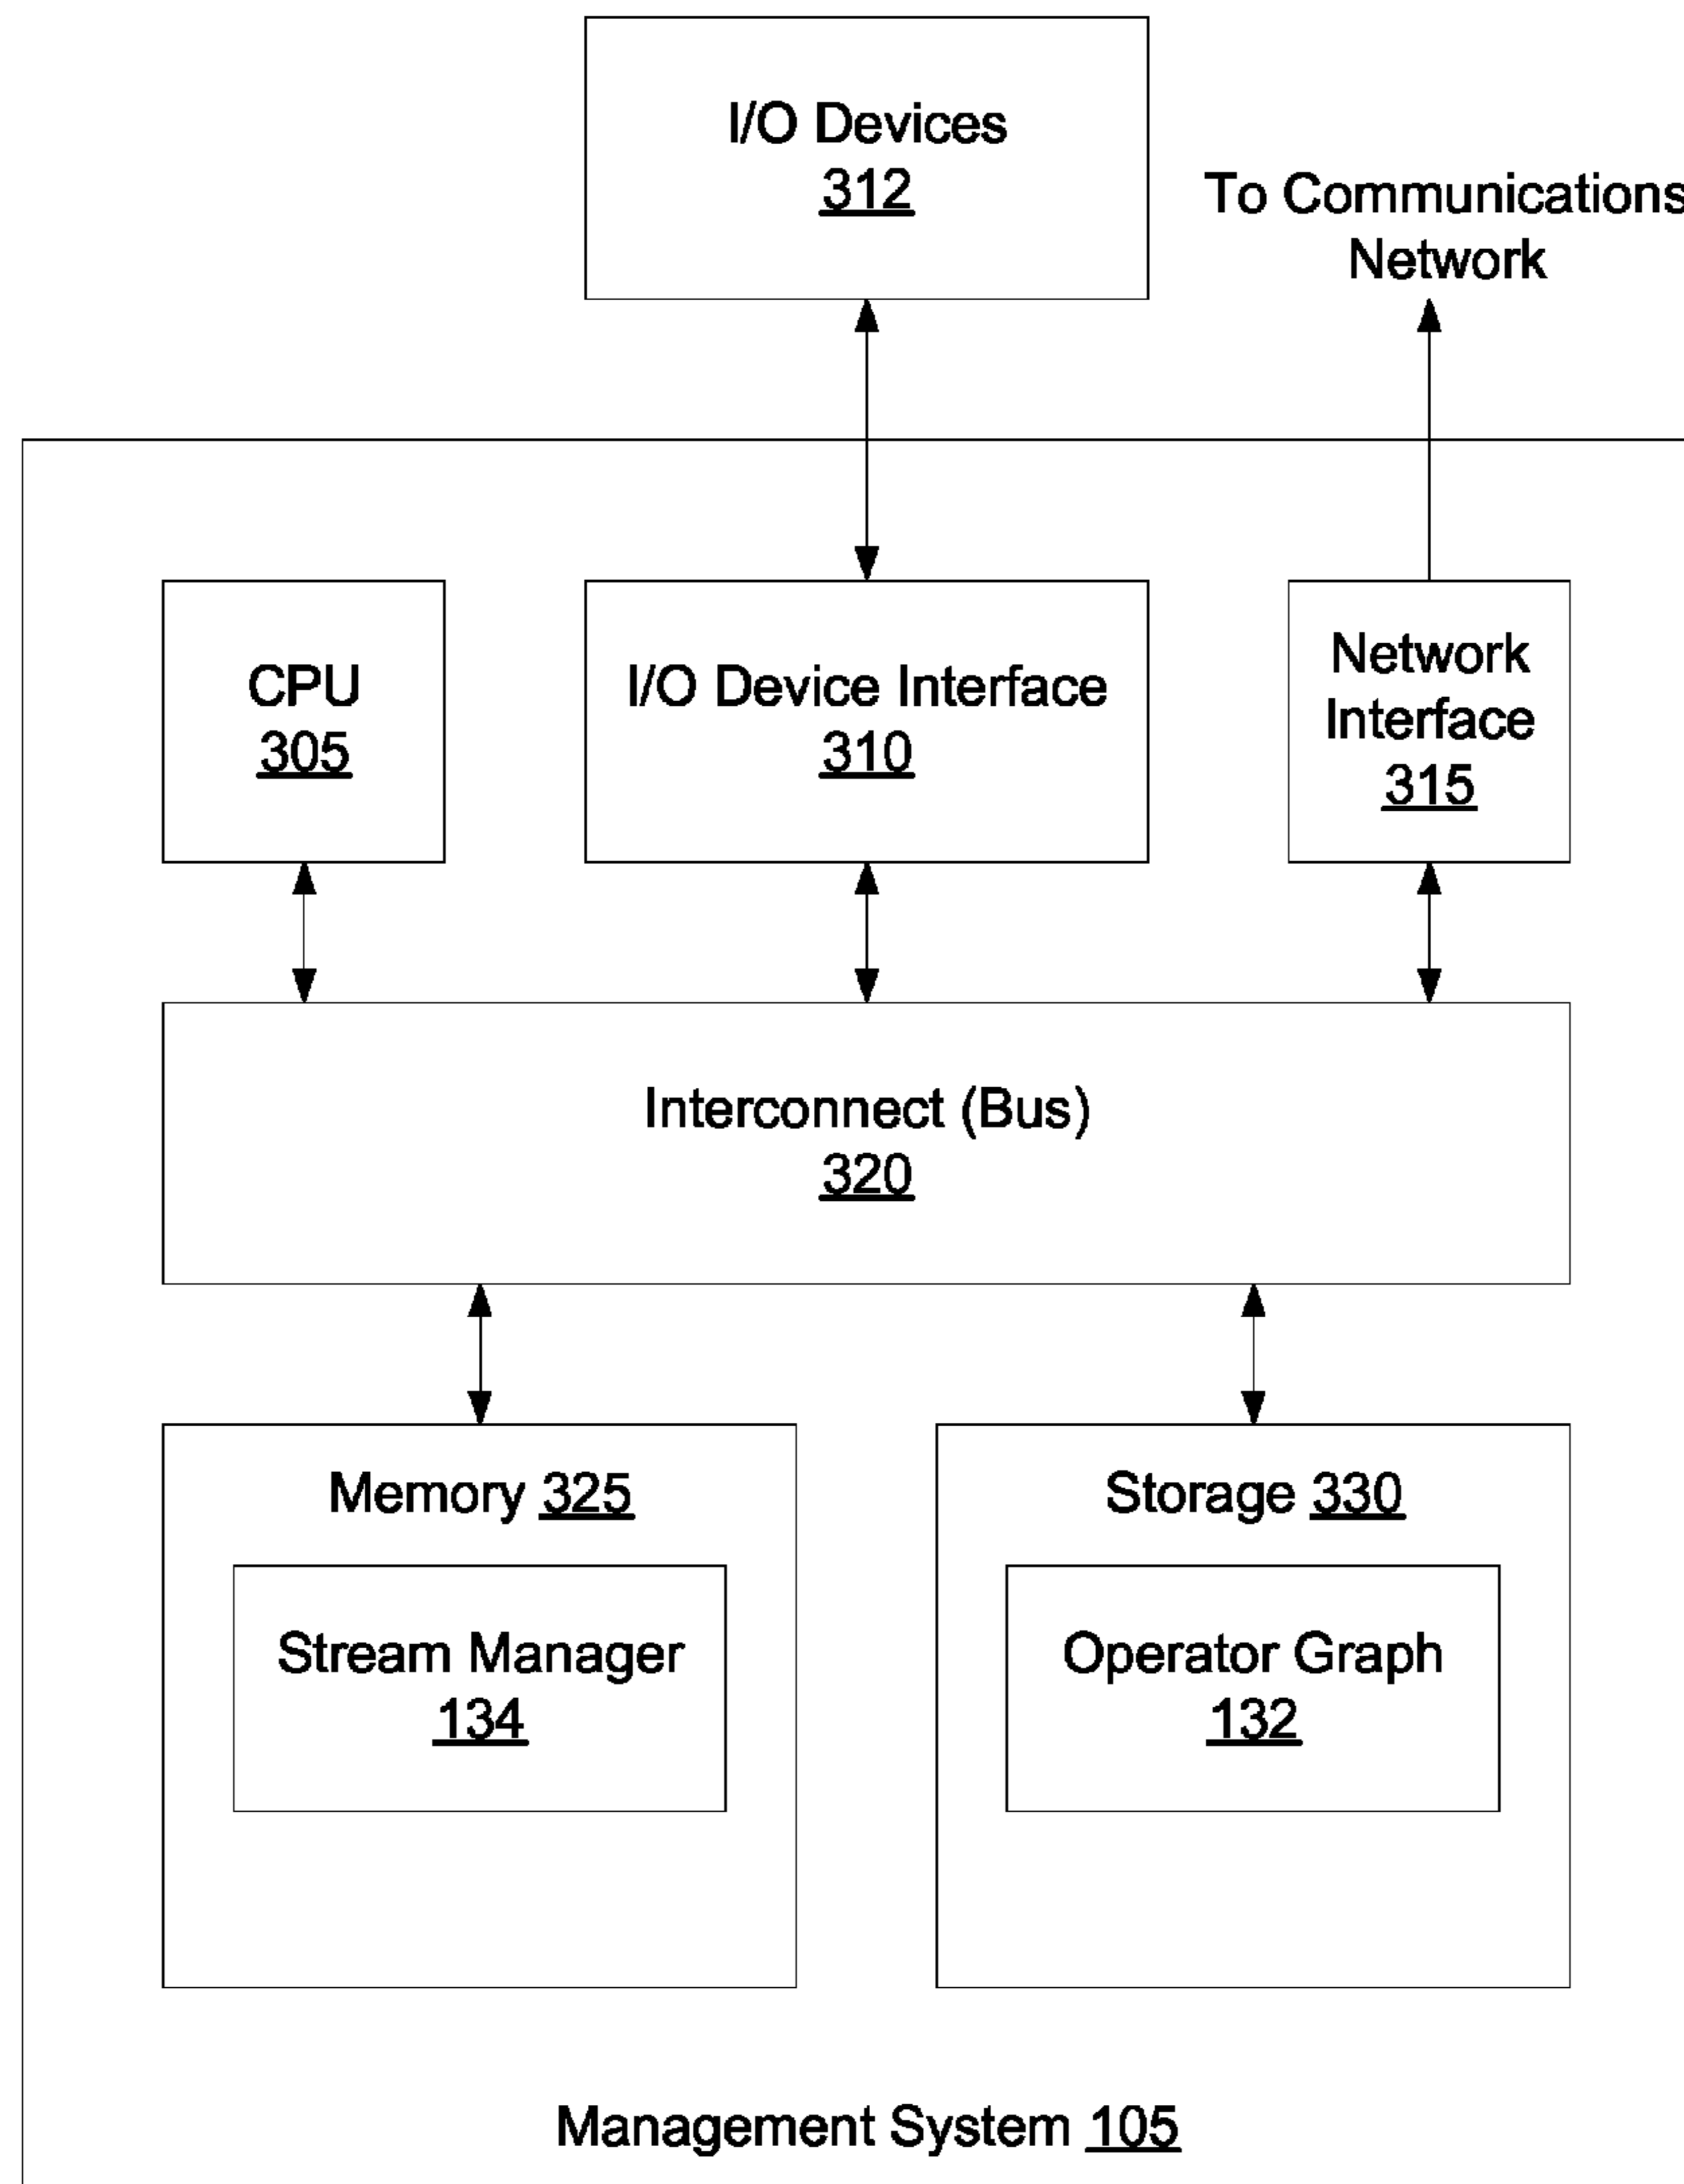 I/O Devices
312
To Communications
Network
CPU
305
I/O Device Interface
310
Network
Interface
315
Interconnect (Bus)
320
Memory 325
Storage 330
Stream Manager
134
Operator Graph
132
Management System 105